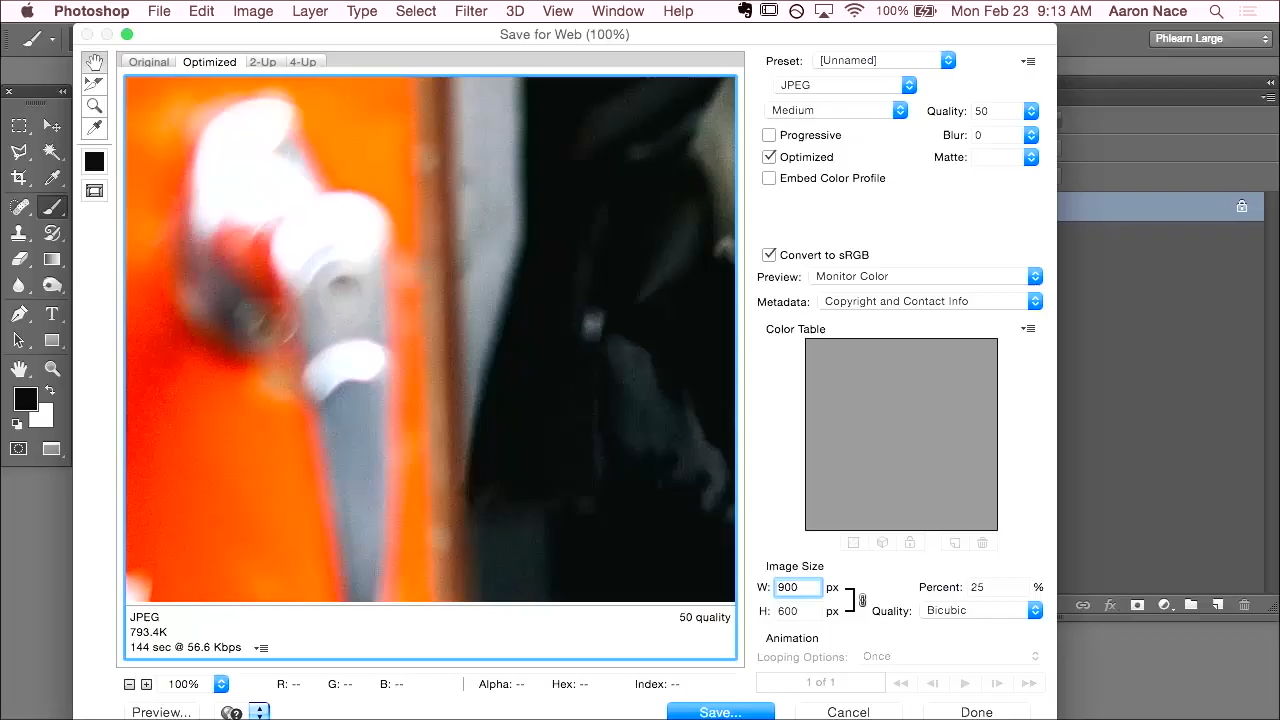 Photoshop File Edit Image Layer Type Select Filter 3D View Window Help 100% Mon Feb 23 9:13 AM Aaron Nace
Save for Web (100%)
Phlearn Large
Original Optimized 2-Up 4-Up
Preset: [Unnamed]
JPEG
Medium Quality: 50
Progressive Blur: 0
Optimized Matte:
Embed Color Profile
Convert to sRGB
Preview: Monitor Color
Metadata: Copyright and Contact Info
Color Table
Image Size
W: 900 px Percent: 25 %
H: 600 px Quality: Bicubic
Animation
Looping Options: Once
1 of 1
JPEG 50 quality
793.4K
144 sec @ 56.6 Kbps
100% R: -- G: -- B: -- Alpha: -- Hex: -- Index: --
Preview... Save... Cancel Done